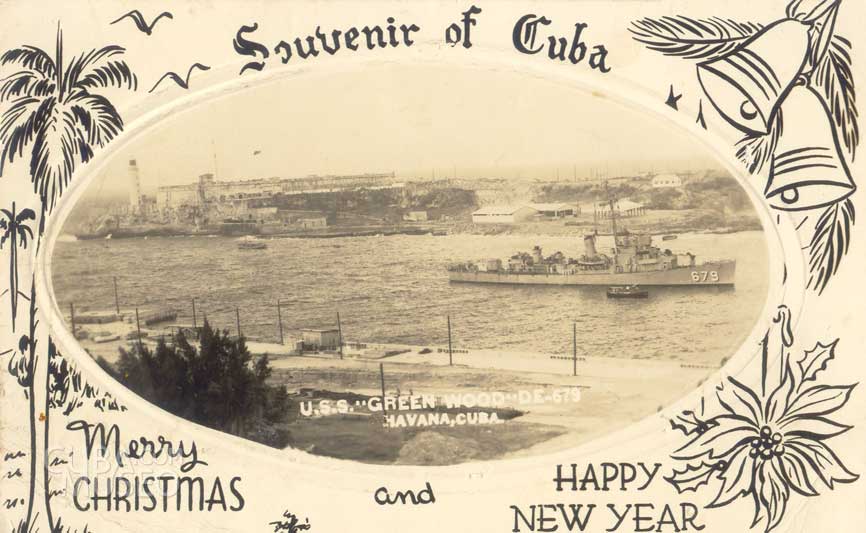 Souvenir of Cuba
679
U.S.S. "GREEN WOOD" DE-679
HAVANA, CUBA.
Merry
CHRISTMAS
and
HAPPY
NEW YEAR